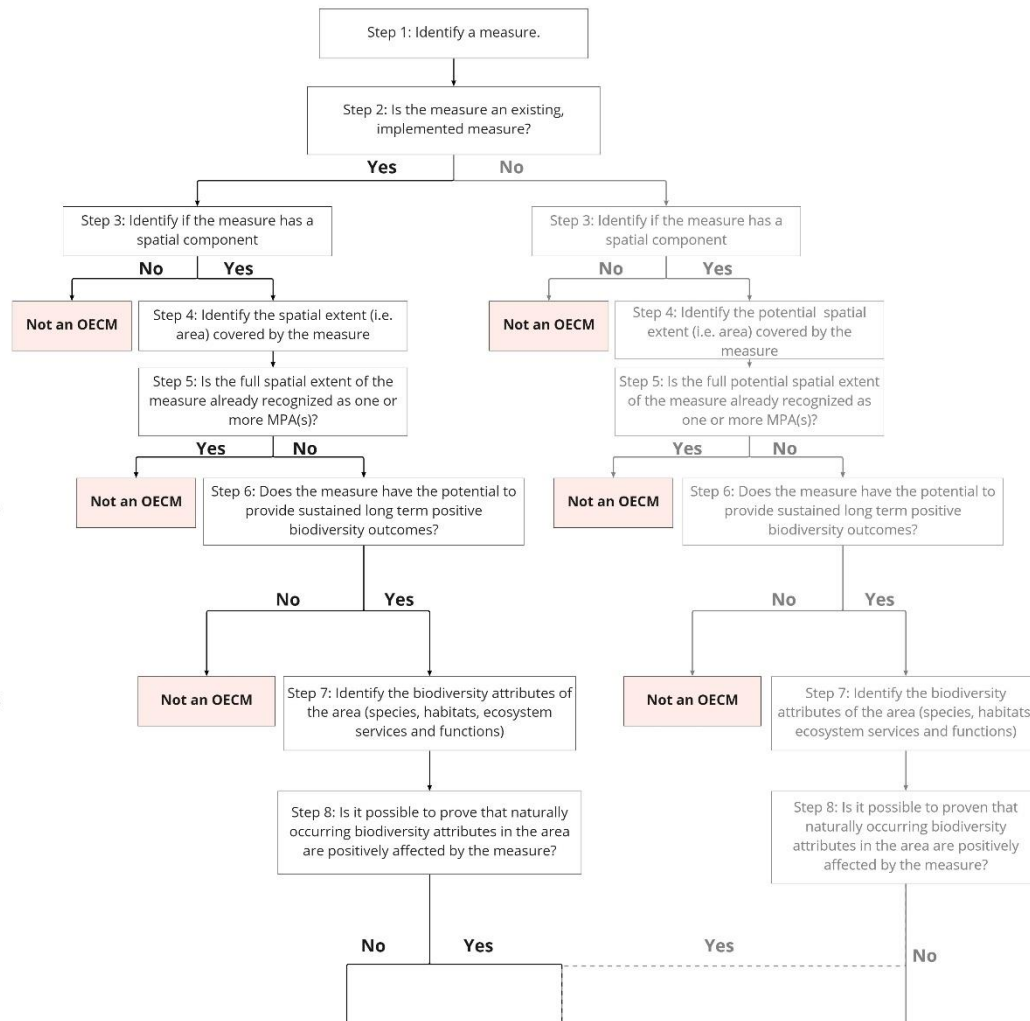 Step 1: Identify a measure.
Step 2: Is the measure an existing,
implemented measure?
Yes
No
Step 3: Identify if the measure has a
spatial component
No
Yes
Not an OECM
Step 4: Identify the spatial extent (i.e.
area) covered by the measure
Step 5: Is the full spatial extent of the
measure already recognized as one or
more MPA(s)?
Yes
No
Not an OECM
Step 6: Does the measure have the potential to
provide sustained long term positive
biodiversity outcomes?
No
Yes
Not an OECM
Step 7: Identify the biodiversity attributes of
the area (species, habitats, ecosystem
services and functions)
Step 8: Is it possible to prove that naturally
occurring biodiversity attributes in the area
are positively affected by the measure?
No
Yes
Step 3: Identify if the measure has a
spatial component
No
Yes
Not an OECM
Step 4: Identify the potential spatial
extent (i.e. area) covered by the
measure
Step 5: Is the full potential spatial extent
of the measure already recognized as
one or more MPA(s)?
Yes
No
Not an OECM
Step 6: Does the measure have the potential to
provide sustained long term positive
biodiversity outcomes?
No
Yes
Not an OECM
Step 7: Identify the biodiversity
attributes of the area (species, habitats
ecosystem services and functions)
Step 8: Is it possible to proven that
naturally occurring biodiversity
attributes in the area are positively
affected by the measure?
Yes
No